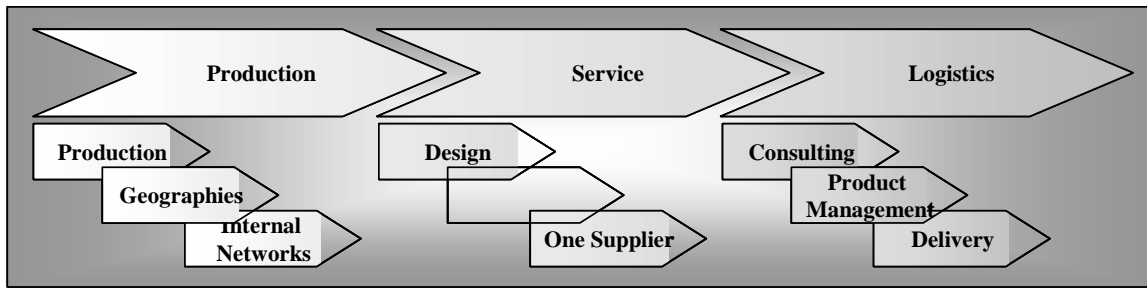 Production
Service
Logistics
Production
Geographies
Internal
Networks
Design
One Supplier
Consulting
Product
Management
Delivery